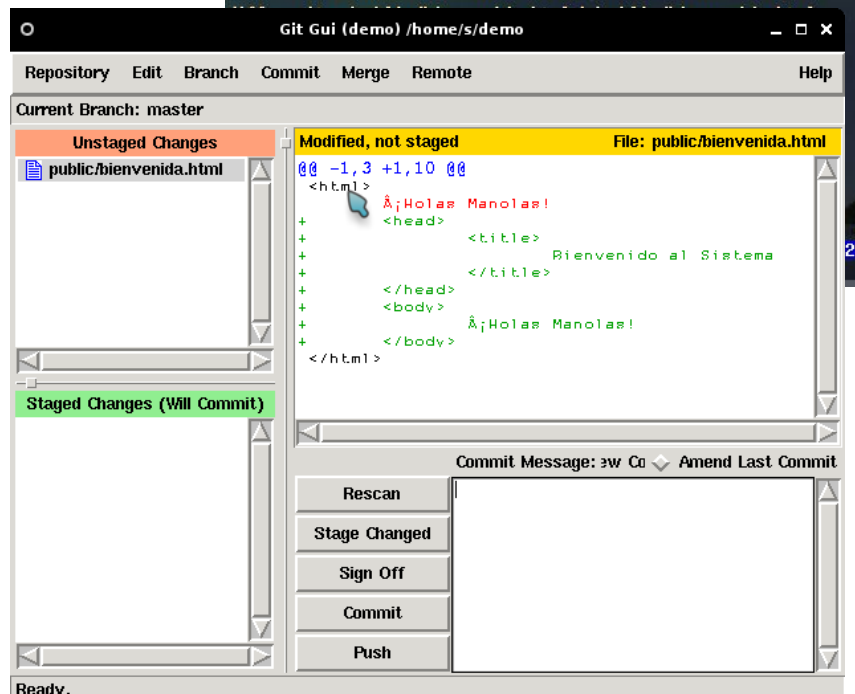 Git Gui (demo) /home/s/demo
Repository Edit Branch Commit Merge Remote Help
Current Branch: master
Unstaged Changes
public/bienvenida.html
Staged Changes (Will Commit)
Modified, not staged File: public/bienvenida.html
@@ -1,3 +1,10 @@
<html>
Â¡Holas Manolas!
+ <head>
+ <title>
+ Bienvenido al Sistema
+ </title>
+ </head>
+ <body>
+ Â¡Holas Manolas!
+ </body>
</html>
Commit Message: ew Co Amend Last Commit
Rescan
Stage Changed
Sign Off
Commit
Push
Ready.
2